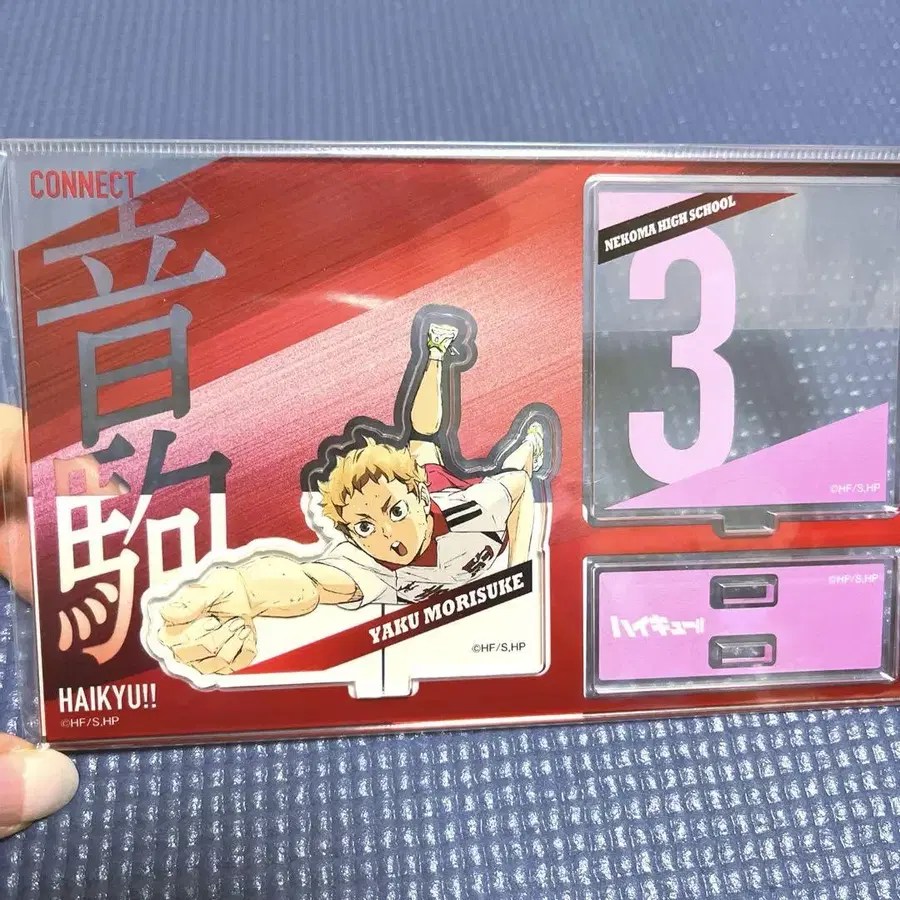 CONNECT
音駒
HAIKYU!!
©HF/S,HP
YAKU MORISUKE
©HF/S,HP
NEKOMA HIGH SCHOOL
3
©HF/S,HP
ハイキュー!!
©HF/S,HP